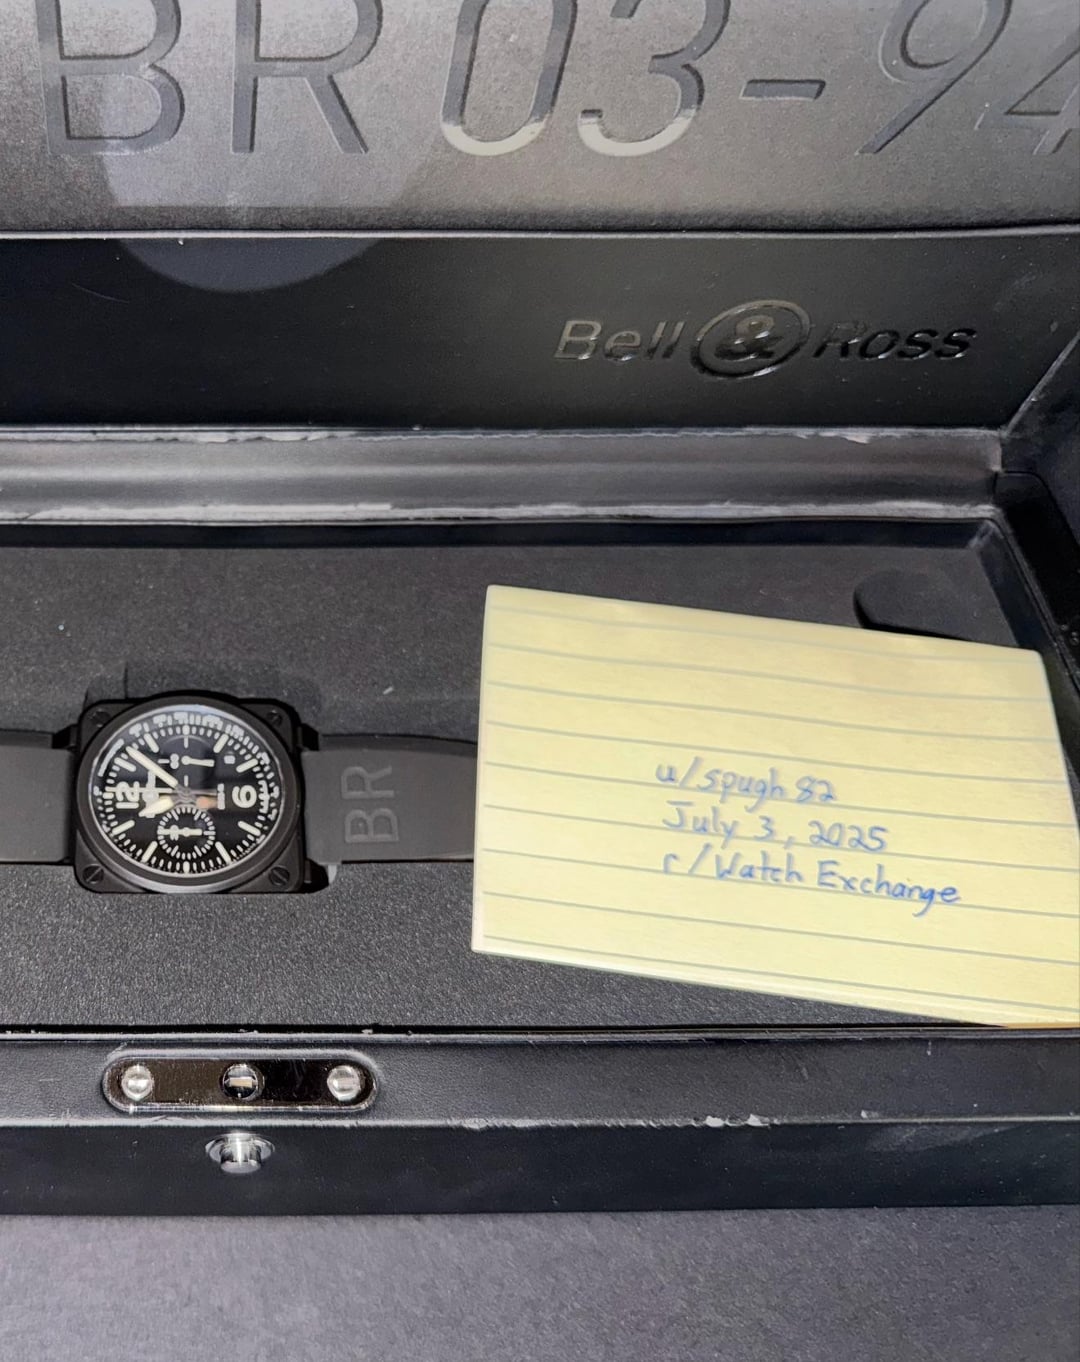 BR 03-94
Bell & Ross
12
6
BR
u/spugh82
July 3, 2025
r/Watch Exchange